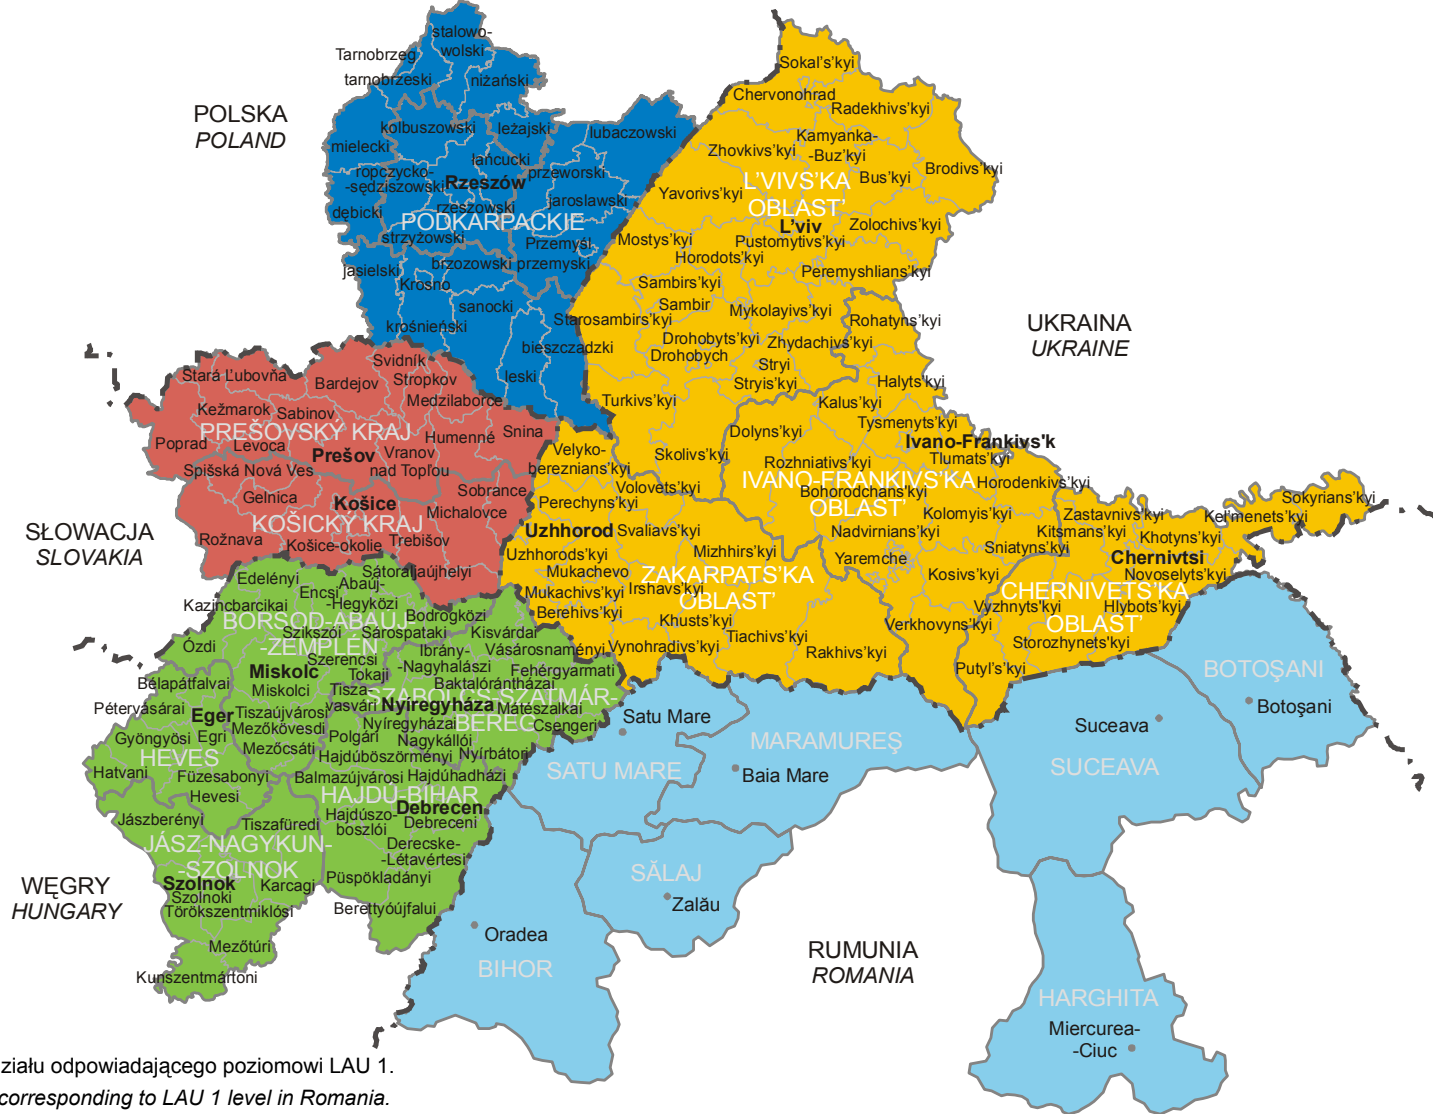 stalowo-
wolski
Tarnobrzeg
tarnobrzeski
niżański
POLSKA
POLAND
kolbuszowski
leżajski
lubaczowski
mielecki
łańcucki
ropczycko-
-sędziszowski
Rzeszów
przeworski
dębicki
rzeszowski
jarosławski
PODKARPACKIE
strzyżowski
Przemyśl
jasielski
brzozowski
przemyski
Krosno
sanocki
krośnieński
bieszczadzki
leski
Sokal's'kyi
Chervonohrad
Radekhivs'kyi
Kamyanka-
-Buz'kyi
Zhovkivs'kyi
Brodivs'kyi
Bus'kyi
L'VIVS'KA
OBLAST'
Yavorivs'kyi
L'viv
Zolochivs'kyi
Mostys'kyi
Pustomytivs'kyi
Horodots'kyi
Peremyshlians'kyi
Sambirs'kyi
Sambir
Mykolayivs'kyi
Starosambirs'kyi
Rohatyns'kyi
Drohobyts'kyi
Zhydachivs'kyi
Drohobych
Stryi
Stryis'kyi
Halyts'kyi
Turkivs'kyi
Kalus'kyi
Tysmenyts'kyi
Dolyns'kyi
Ivano-Frankivs'k
Skolivs'kyi
Tlumats'kyi
Rozhniativs'kyi
IVANO-FRANKIVS'KA
OBLAST'
Horodenkivs'kyi
Bohorodchans'kyi
Kolomyis'kyi
Nadvirnians'kyi
Sniatyns'kyi
Yaremche
Kosivs'kyi
Verkhovyns'kyi
UKRAINA
UKRAINE
Sokyrians'kyi
Zastavnivs'kyi
Kel'menets'kyi
Kitsmans'kyi
Khotyns'kyi
Chernivtsi
Novoselyts'kyi
CHERNIVETS'KA
OBLAST'
Vyzhnyts'kyi
Hlybots'kyi
Storozhynets'kyi
Putyl's'kyi
Velyko-
bereznians'kyi
Volovets'kyi
Perechyns'kyi
Uzhhorod
Svaliavs'kyi
Uzhhorods'kyi
Mizhhirs'kyi
Mukachevo
ZAKARPATS'KA
OBLAST'
Mukachivs'kyi
Irshavs'kyi
Berehivs'kyi
Khusts'kyi
Tiachivs'kyi
Vynohradivs'kyi
Rakhivs'kyi
Svidník
Stará Ľubovňa
Bardejov
Stropkov
Medzilaborce
Kežmarok
Sabinov
PREŠOVSKÝ KRAJ
Snina
Humenné
Poprad
Levoca
Prešov
Vranov
nad Topľou
Spišská Nová Ves
Sobrance
Gelnica
Košice
Michalovce
KOŠICKÝ KRAJ
Rožnava
Košice-okolie
Trebišov
SŁOWACJA
SLOVAKIA
Edelényi
Sátoraljaújhelyi
Abaúj-
-Hegyközi
Encsi
Kazincbarcikai
Bodrogközi
BORSOD-ABAÚJ-
-ZEMPLÉN
Szikszói
Sárospataki
Kisvárdai
Ózdi
Ibrány-
-Nagyhalászi
Vásárosnaményi
Szerencsi
Tokaji
Fehérgyarmati
Miskolc
Miskolci
Baktalórántházai
Bélapátfalvai
Tisza-
vasvári
SZABOLCS-SZATMÁR-
BEREG
Pétervásárai
Nyíregyháza
Mátészalkai
Eger
Tiszaújvárosi
Nyíregyházai
Csengeri
Mezőkövesdi
Egri
Gyöngyösi
Polgári
Nagykállói
Mezőcsáti
Nyírbátori
HEVES
Hajdúböszörményi
Hatvani
Füzesabonyi
Balmazújvárosi
Hajdúhadházi
Hevesi
HAJDÚ-BIHAR
Jászberényi
Tiszafüredi
Hajdúszo-
boszlói
Debrecen
Debreceni
JÁSZ-NAGYKUN-
-SZOLNOK
Derecske-
-Létavértesi
Püspökladányi
Szolnok
Szolnoki
Karcagi
Törökszentmiklósi
Berettyóújfalui
Mezőtúri
Kunszentmártoni
WĘGRY
HUNGARY
Satu Mare
SATU MARE
MARAMUREŞ
Baia Mare
Suceava
SUCEAVA
BOTOŞANI
Botoşani
SĂLAJ
Zalău
Oradea
BIHOR
RUMUNIA
ROMANIA
HARGHITA
Miercurea-
-Ciuc
ziału odpowiadającego poziomowi LAU 1.
corresponding to LAU 1 level in Romania.